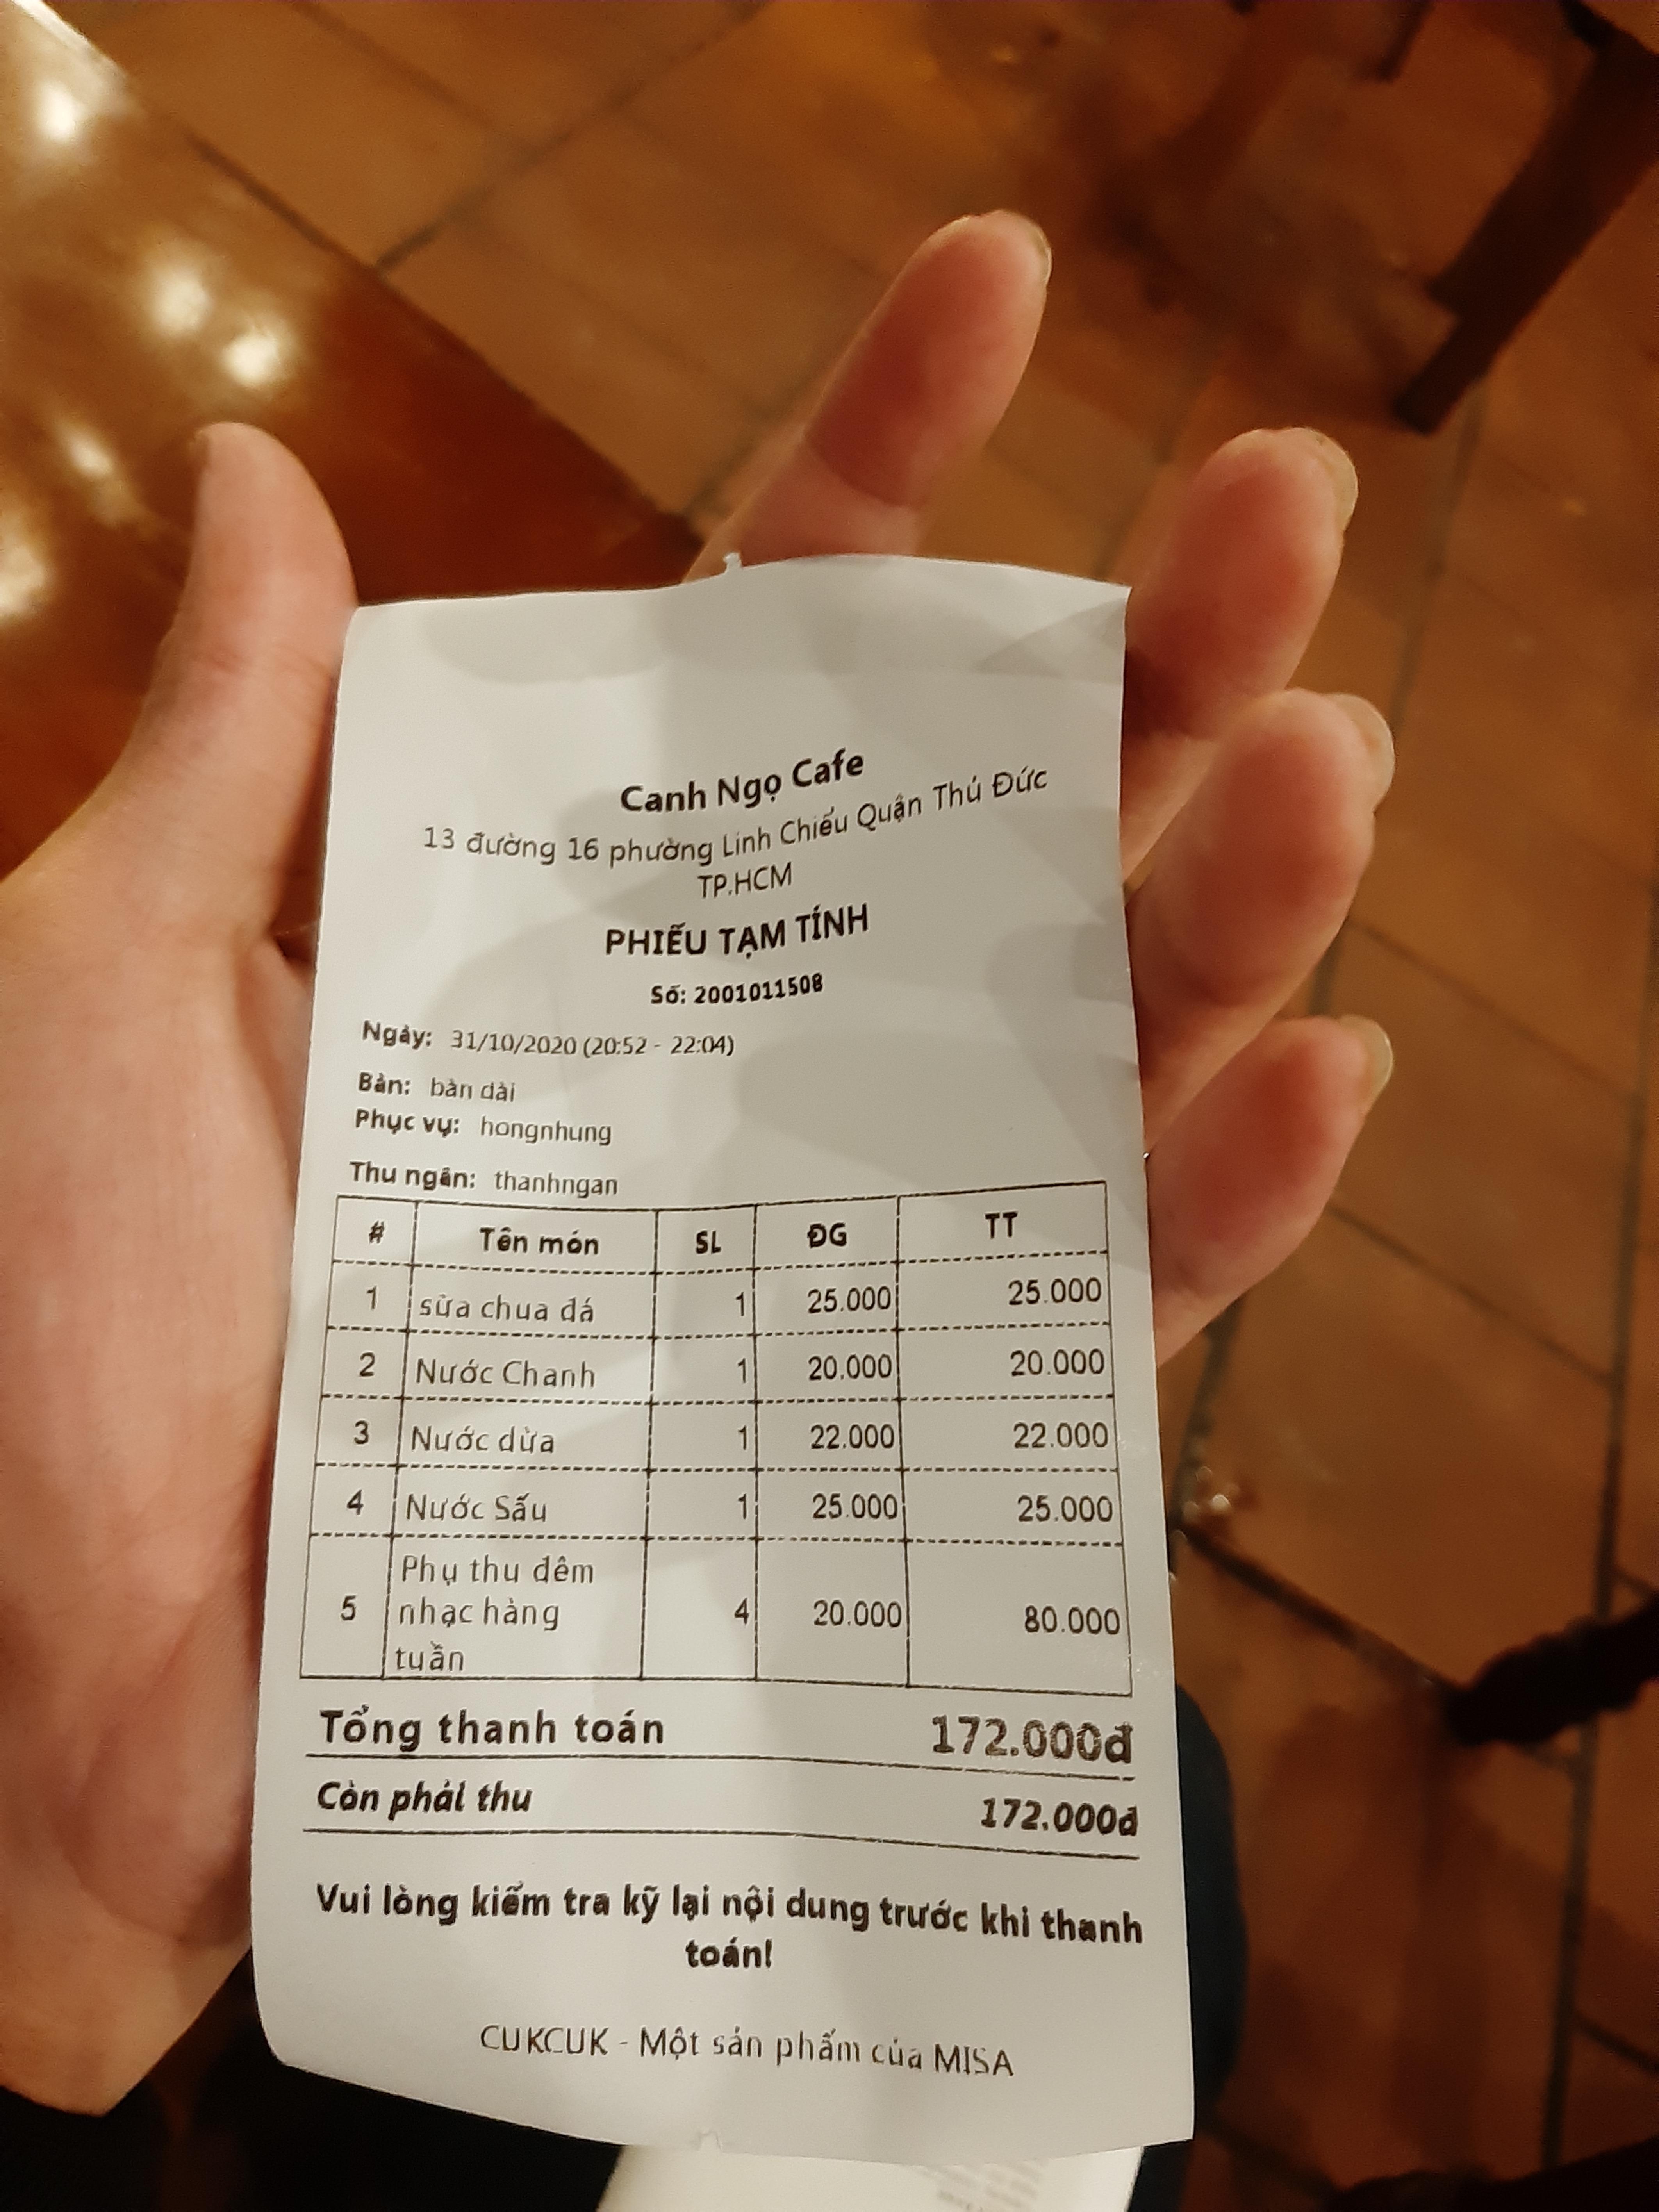 Canh Ngọ Cafe
13 đường 16 phường Linh Chiểu Quận Thủ Đức
TP.HCM
PHIẾU TẠM TÍNH
Số: 2001011508
Ngày: 31/10/2020 (20:52 - 22:04)
Bàn: bàn dài
Phục vụ: hongnhung
Thu ngân: thanhngan
# Tên món SL ĐG TT
1 sữa chua đá 1 25.000 25.000
2 Nước Chanh 1 20.000 20.000
3 Nước dừa 1 22.000 22.000
4 Nước Sấu 1 25.000 25.000
5 Phụ thu đêm 4 20.000 80.000
nhạc hàng
tuần
Tổng thanh toán 172.000đ
Còn phải thu 172.000đ
Vui lòng kiểm tra kỹ lại nội dung trước khi thanh
toán!
CUKCUK - Một sản phẩm của MISA